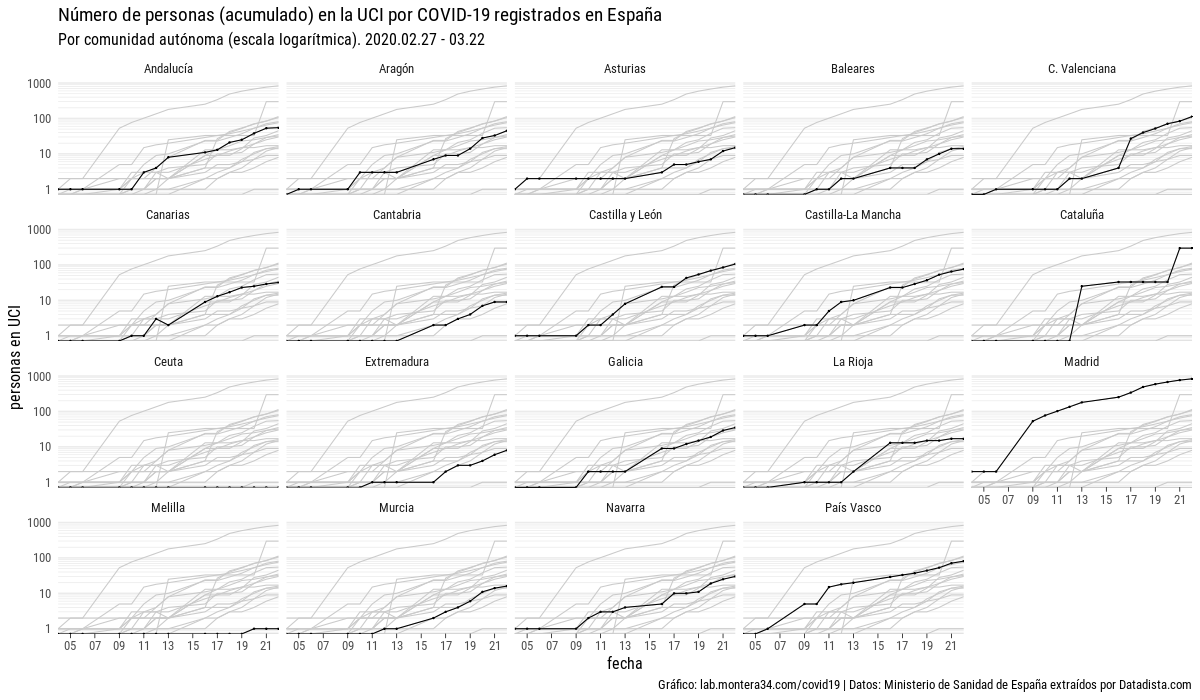 Número de personas (acumulado) en la UCI por COVID-19 registrados en España
Por comunidad autónoma (escala logarítmica). 2020.02.27 - 03.22
Andalucía Aragón Asturias Baleares C. Valenciana
1000
100
10
1
Canarias Cantabria Castilla y León Castilla-La Mancha Cataluña
1000
100
10
1
personas en UCI
Ceuta Extremadura Galicia La Rioja Madrid
1000
100
10
1
05 07 09 11 13 15 17 19 21
Melilla Murcia Navarra País Vasco
1000
100
10
1
05 07 09 11 13 15 17 19 21 05 07 09 11 13 15 17 19 21 05 07 09 11 13 15 17 19 21 05 07 09 11 13 15 17 19 21
fecha
Gráfico: lab.montera34.com/covid19 | Datos: Ministerio de Sanidad de España extraídos por Datadista.com